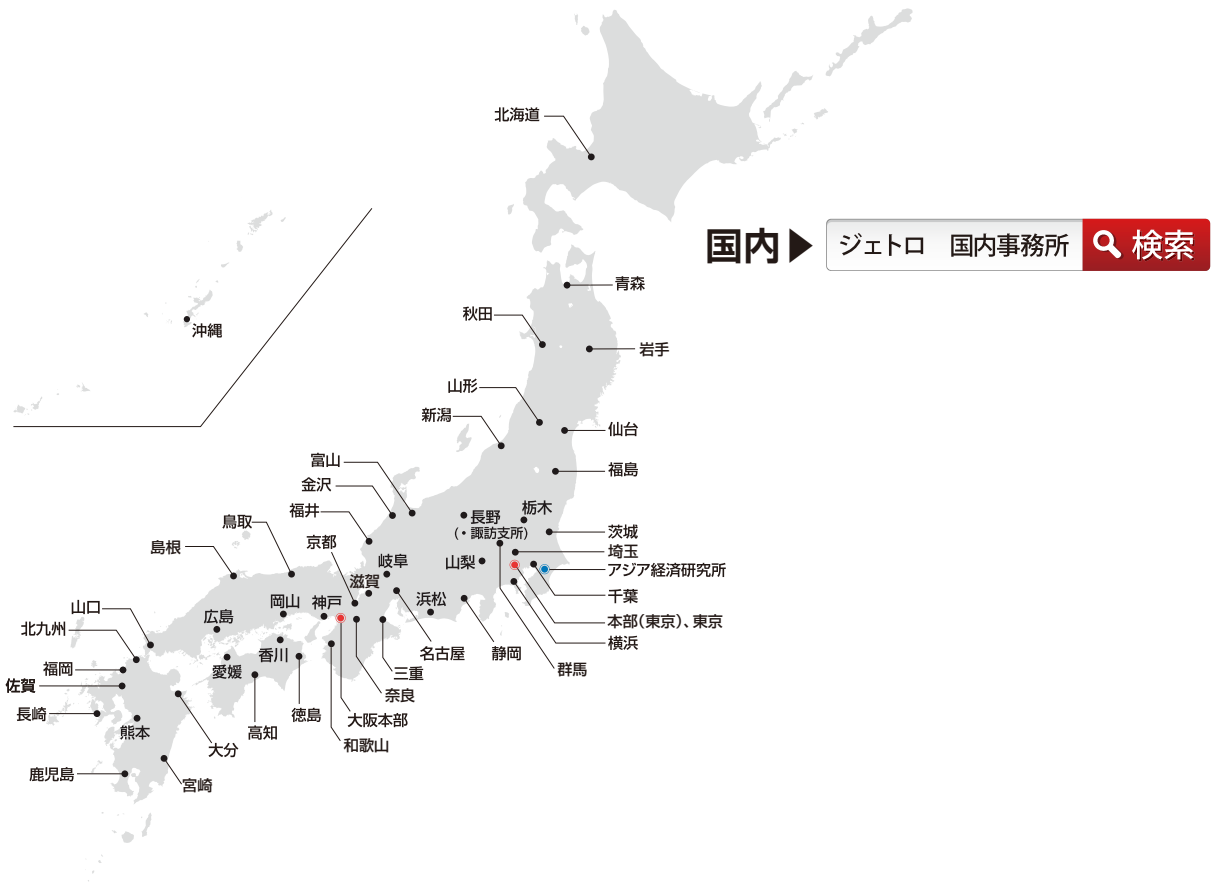 北海道
国内
ジェトロ　国内事務所
検索
青森
秋田
沖縄
岩手
山形
新潟
仙台
富山
福島
金沢
福井
長野
(・諏訪支所)
栃木
鳥取
茨城
京都
島根
埼玉
岐阜
山梨
アジア経済研究所
滋賀
千葉
山口
岡山
神戸
浜松
広島
本部(東京)、東京
北九州
横浜
香川
名古屋
静岡
福岡
愛媛
三重
群馬
佐賀
奈良
長崎
徳島
大阪本部
熊本
高知
大分
和歌山
鹿児島
宮崎